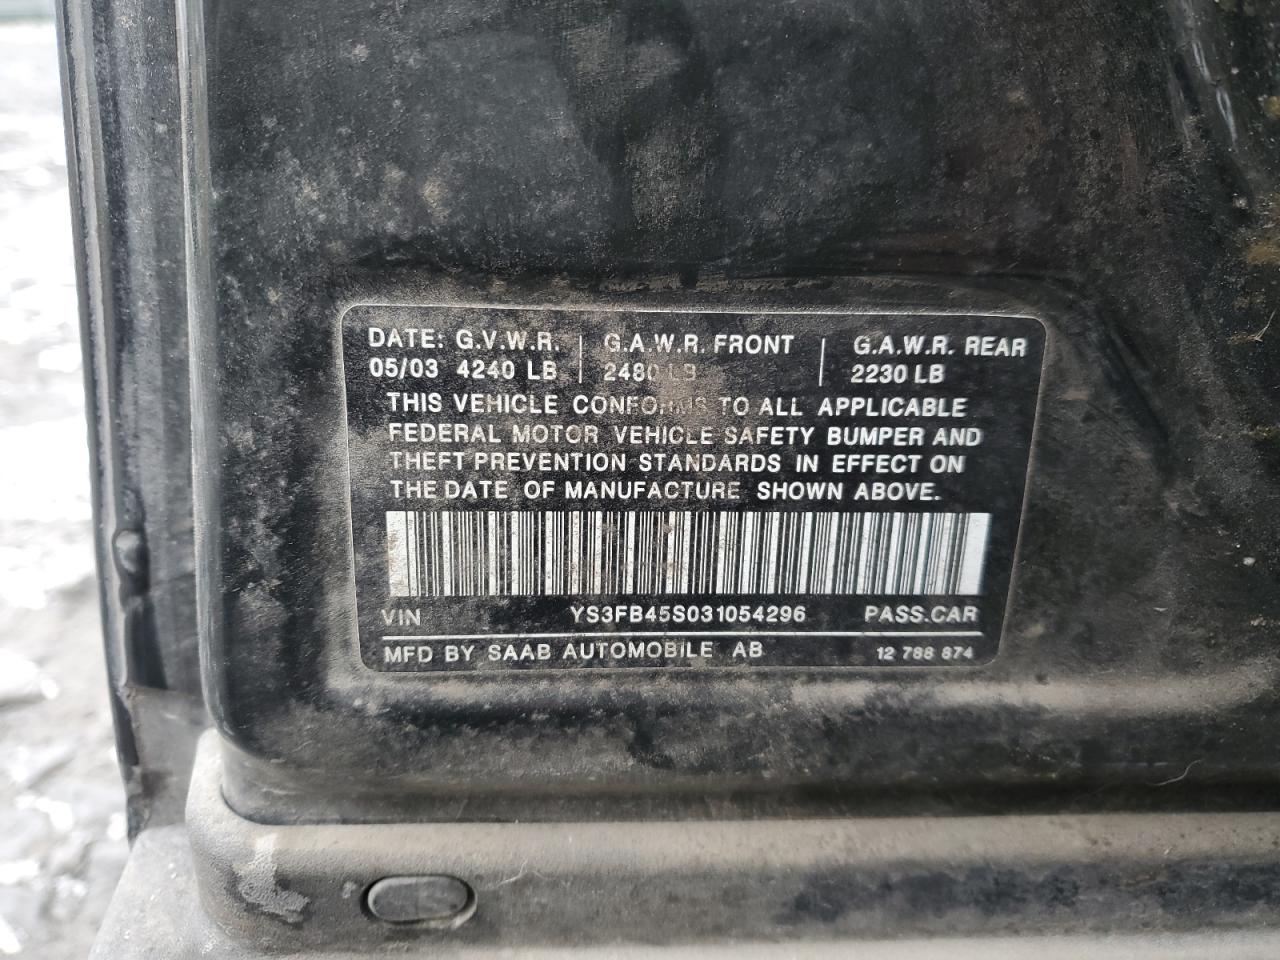 DATE: G.V.W.R. | G.A.W.R. FRONT | G.A.W.R. REAR
05/03 4240 LB | 2480 LB | 2230 LB
THIS VEHICLE CONFORMS TO ALL APPLICABLE
FEDERAL MOTOR VEHICLE SAFETY BUMPER AND
THEFT PREVENTION STANDARDS IN EFFECT ON
THE DATE OF MANUFACTURE SHOWN ABOVE.
VIN YS3FB45S031054296 PASS.CAR
MFD BY SAAB AUTOMOBILE AB 12 788 874